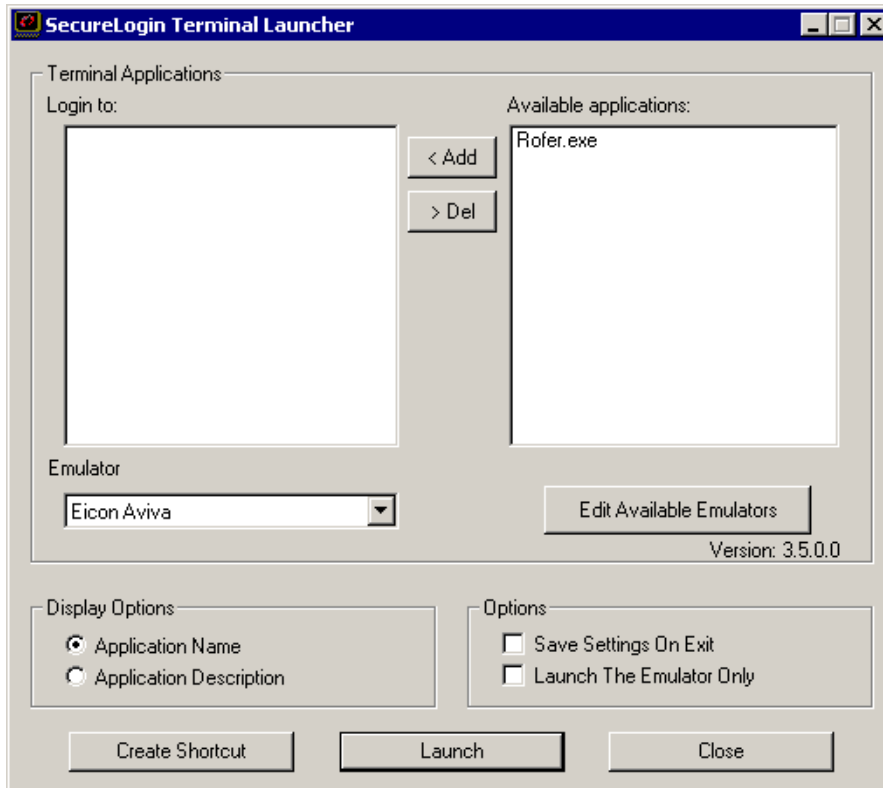 SecureLogin Terminal Launcher
Terminal Applications
Login to:
Available applications:
Rofer.exe
< Add
> Del
Emulator
Eicon Aviva
Edit Available Emulators
Version: 3.5.0.0
Display Options
Application Name
Application Description
Options
Save Settings On Exit
Launch The Emulator Only
Create Shortcut
Launch
Close